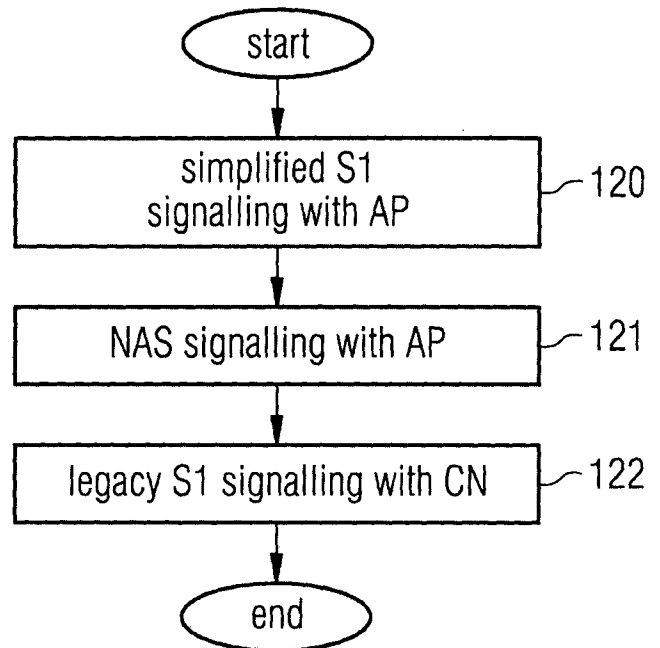 start
simplified S1
signalling with AP
120
NAS signalling with AP
121
legacy S1 signalling with CN
122
end